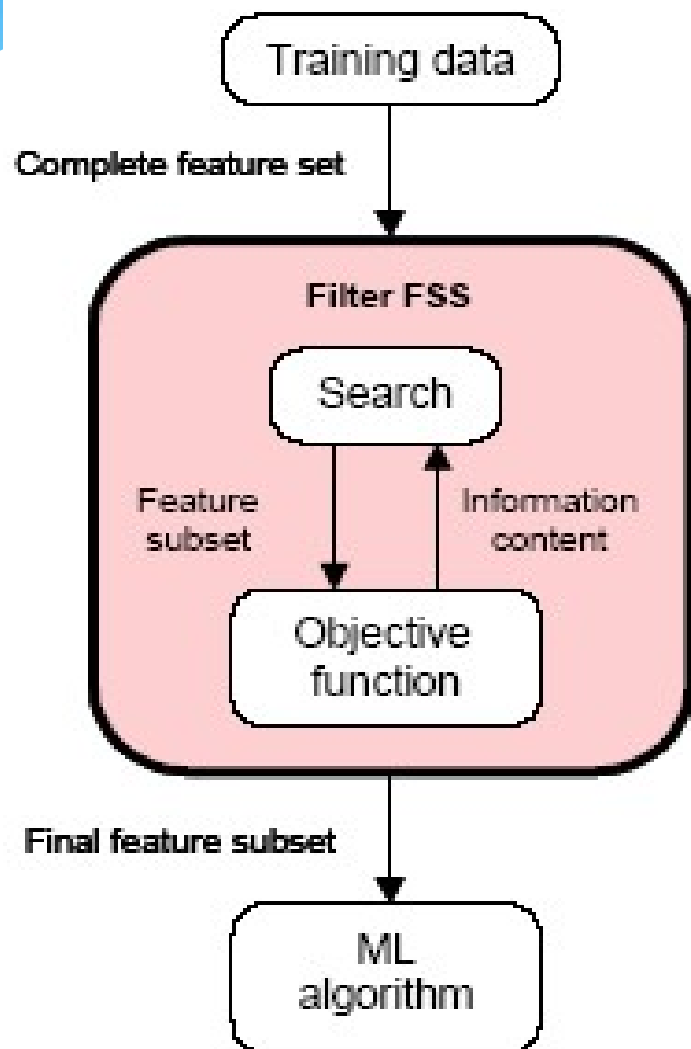 Training data
Complete feature set
Filter FSS
Search
Feature
subset
Information
content
Objective
function
Final feature subset
ML
algorithm